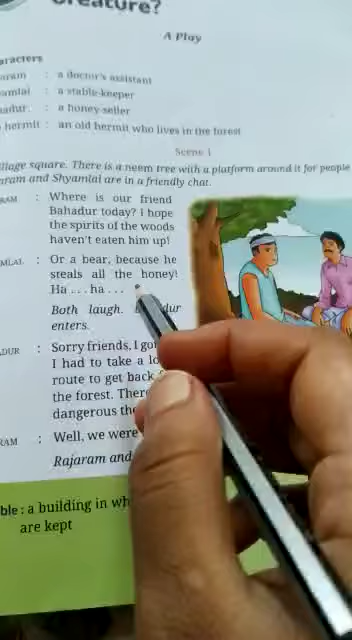 Creature?
A Play
aracters
aram : a doctor's assistant
amlal : a stable-keeper
adur : a honey-seller
hermit : an old hermit who lives in the forest
Scene 1
illage square. There is a neem tree with a platform around it for people
aram and Shyamlal are in a friendly chat.
RAM : Where is our friend
Bahadur today? I hope
the spirits of the woods
haven't eaten him up!
MLAL : Or a bear, because he
steals all the honey!
Ha . . . ha . . .
Both laugh. dur
enters.
DUR : Sorry friends, I go
I had to take a lo
route to get back
the forest. Ther
dangerous the
RAM : Well, we were
Rajaram and
ble : a building in wh
are kept